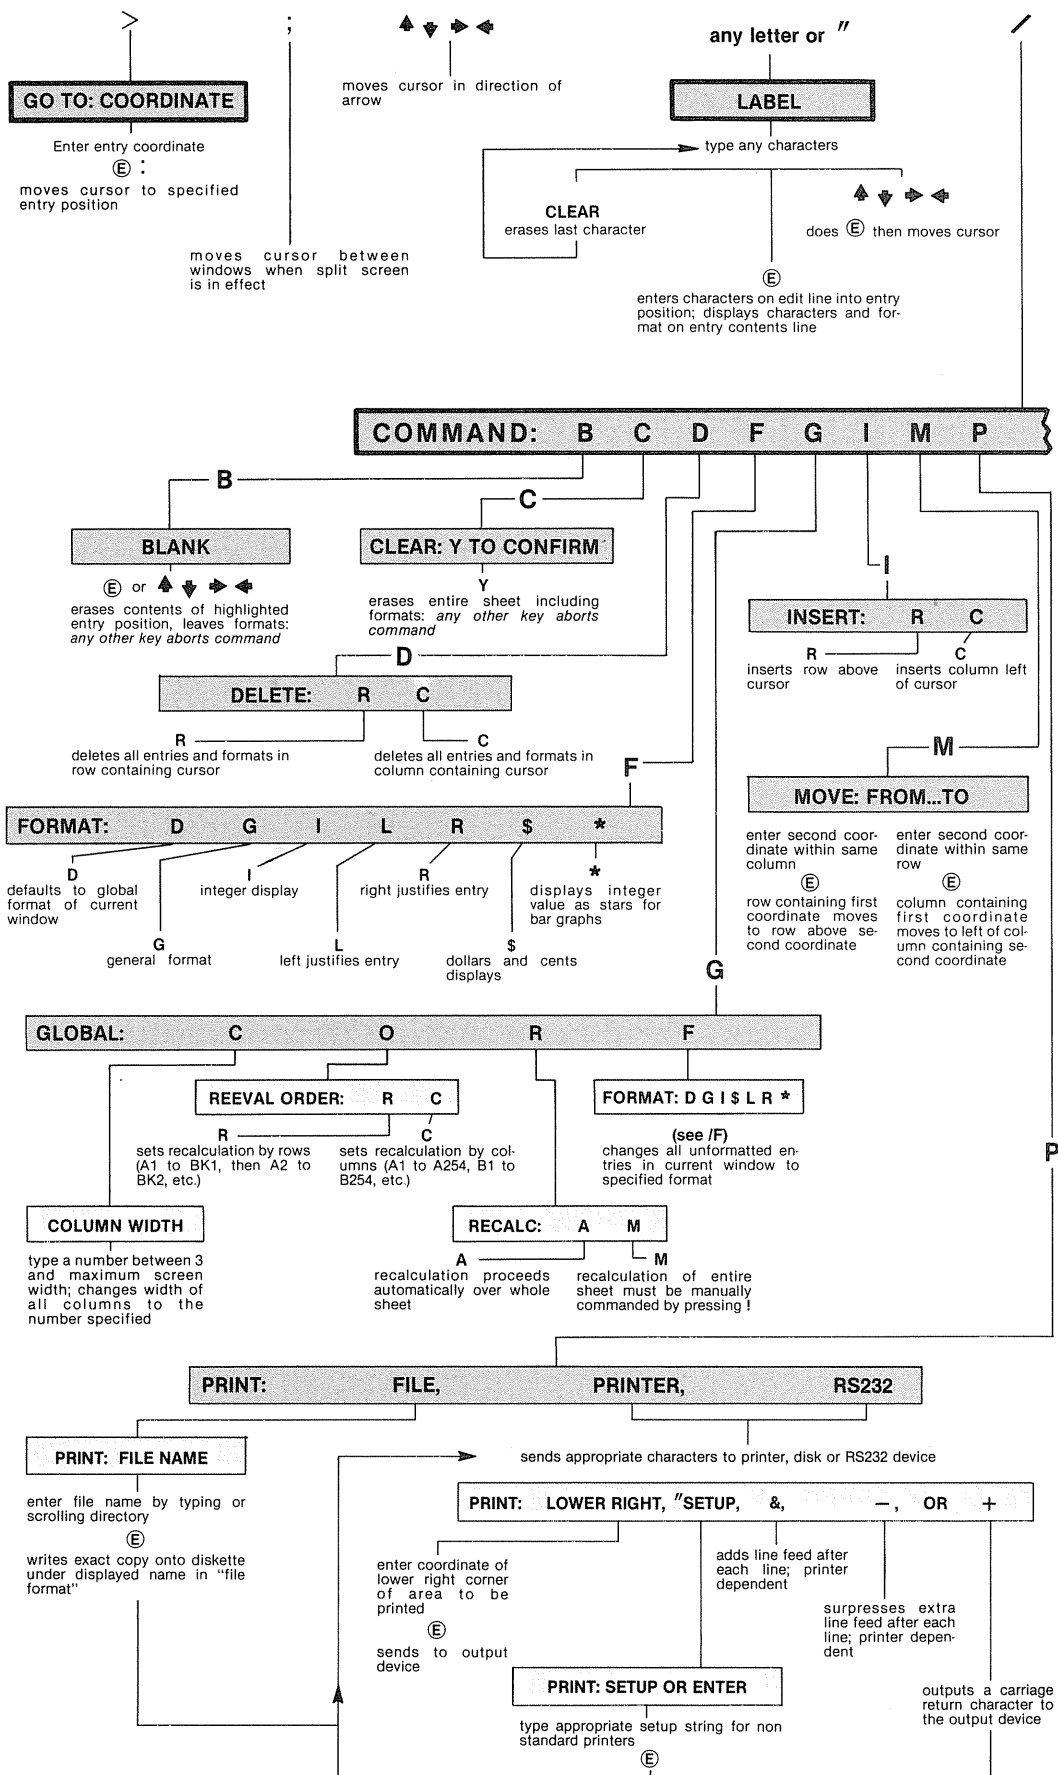 >
;
any letter or "
/
GO TO: COORDINATE
Enter entry coordinate
Ⓔ :
moves cursor to specified
entry position
moves cursor between
windows when split screen
is in effect
moves cursor in direction of
arrow
LABEL
type any characters
CLEAR
erases last character
does Ⓔ then moves cursor
Ⓔ
enters characters on edit line into entry
position; displays characters and for-
mat on entry contents line
COMMAND: B C D F G I M P
B
BLANK
Ⓔ or
erases contents of highlighted
entry position, leaves formats:
any other key aborts command
C
CLEAR: Y TO CONFIRM
Y
erases entire sheet including
formats: any other key aborts
command
I
INSERT: R C
R
inserts row above
cursor
C
inserts column left
of cursor
D
DELETE: R C
R
deletes all entries and formats in
row containing cursor
C
deletes all entries and formats in
column containing cursor
M
MOVE: FROM...TO
enter second coor-
dinate within same
column
Ⓔ
row containing first
coordinate moves
to row above se-
cond coordinate
enter second coor-
dinate within same
row
Ⓔ
column containing
first coordinate
moves to left of col-
umn containing se-
cond coordinate
F
FORMAT: D G I L R $ *
D
defaults to global
format of current
window
G
general format
I
integer display
L
left justifies entry
R
right justifies entry
$
dollars and cents
displays
*
displays integer
value as stars for
bar graphs
G
GLOBAL: C O R F
REEVAL ORDER: R C
R
sets recalculation by rows
(A1 to BK1, then A2 to
BK2, etc.)
C
sets recalculation by col-
umns (A1 to A254, B1 to
B254, etc.)
FORMAT: D G I $ L R *
(see /F)
changes all unformatted en-
tries in current window to
specified format
COLUMN WIDTH
type a number between 3
and maximum screen
width; changes width of
all columns to the
number specified
RECALC: A M
A
recalculation proceeds
automatically over whole
sheet
M
recalculation of entire
sheet must be manually
commanded by pressing !
P
PRINT: FILE, PRINTER, RS232
PRINT: FILE NAME
enter file name by typing or
scrolling directory
Ⓔ
writes exact copy onto diskette
under displayed name in "file
format"
sends appropriate characters to printer, disk or RS232 device
PRINT: LOWER RIGHT, "SETUP, &, −, OR +
enter coordinate of
lower right corner
of area to be
printed
Ⓔ
sends to output
device
adds line feed after
each line; printer
dependent
surpresses extra
line feed after each
line; printer depen-
dent
PRINT: SETUP OR ENTER
type appropriate setup string for non
standard printers
Ⓔ
outputs a carriage
return character to
the output device